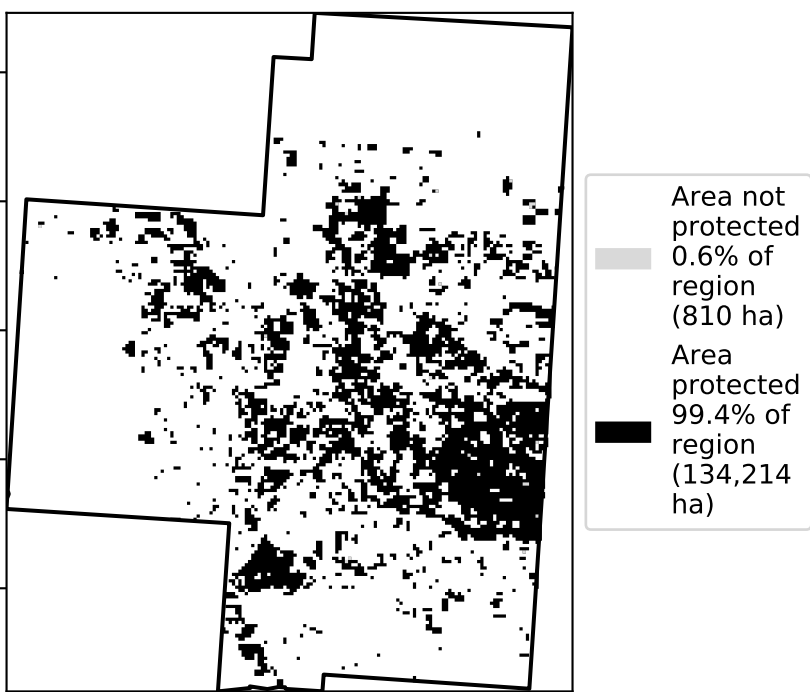 Area not
protected
0.6% of
region
(810 ha)
Area
protected
99.4% of
region
(134,214
ha)